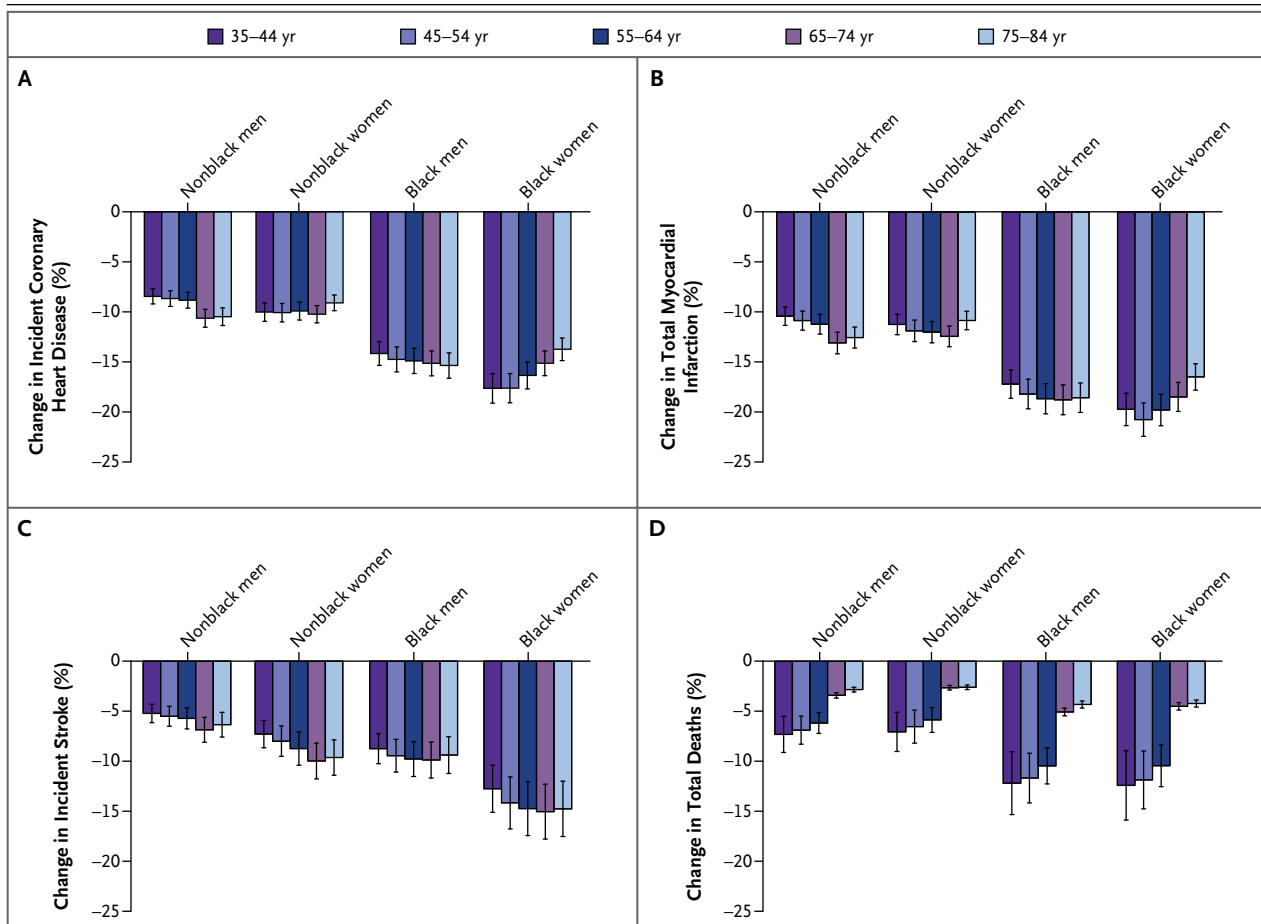 35–44 yr 45–54 yr 55–64 yr 65–74 yr 75–84 yr
A
Nonblack men
Nonblack women
Black men
Black women
Change in Incident Coronary
Heart Disease (%)
0
–5
–10
–15
–20
–25
B
Nonblack men
Nonblack women
Black men
Black women
Change in Total Myocardial
Infarction (%)
0
–5
–10
–15
–20
–25
C
Nonblack men
Nonblack women
Black men
Black women
Change in Incident Stroke (%)
0
–5
–10
–15
–20
–25
D
Nonblack men
Nonblack women
Black men
Black women
Change in Total Deaths (%)
0
–5
–10
–15
–20
–25